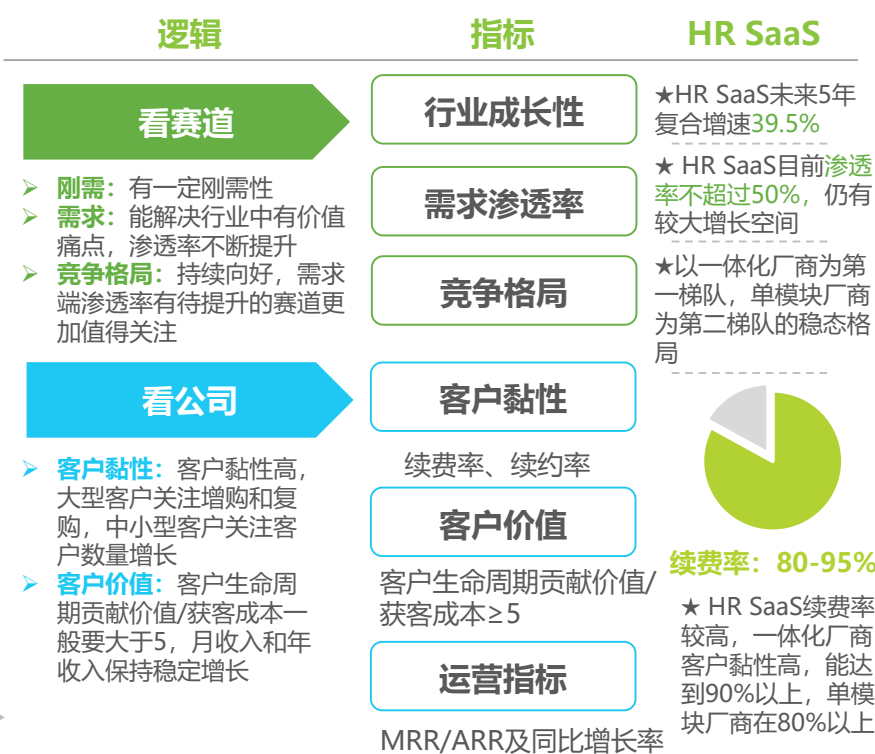 逻辑
指标
HR SaaS
看赛道
➢ 刚需：有一定刚需性
➢ 需求：能解决行业中有价值
痛点，渗透率不断提升
➢ 竞争格局：持续向好，需求
端渗透率有待提升的赛道更
加值得关注
行业成长性
需求渗透率
竞争格局
★HR SaaS未来5年
复合增速39.5%
★ HR SaaS目前渗透
率不超过50%，仍有
较大增长空间
★以一体化厂商为第
一梯队，单模块厂商
为第二梯队的稳态格
局
看公司
➢ 客户黏性：客户黏性高，
大型客户关注增购和复
购，中小型客户关注客
户数量增长
➢ 客户价值：客户生命周
期贡献价值/获客成本一
般要大于5，月收入和年
收入保持稳定增长
客户黏性
续费率、续约率
客户价值
客户生命周期贡献价值/
获客成本≥5
运营指标
MRR/ARR及同比增长率
续费率：80-95%
★ HR SaaS续费率
较高，一体化厂商
客户黏性高，能达
到90%以上，单模
块厂商在80%以上